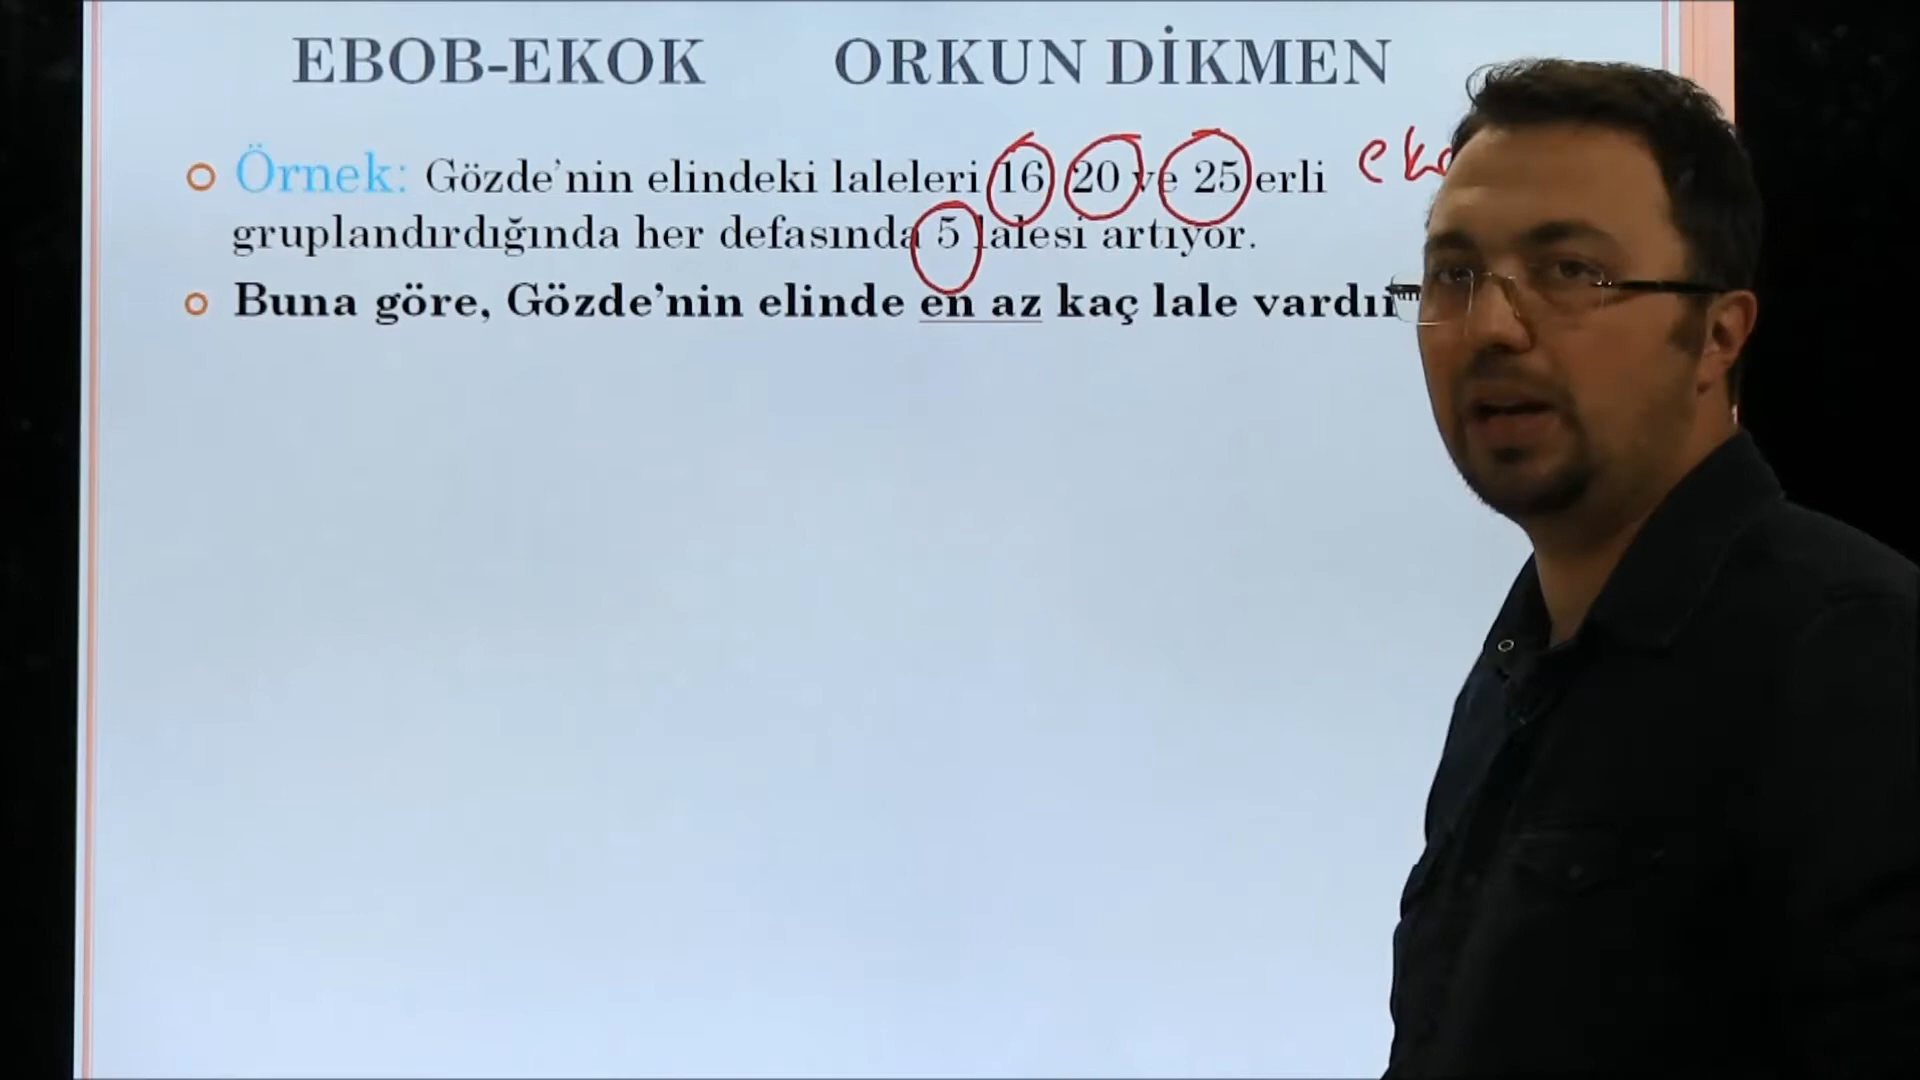 EBOB-EKOK ORKUN DİKMEN
Örnek: Gözde'nin elindeki laleleri 16 20 ve 25 erli
gruplandırdığında her defasında 5 lalesi artıyor.
Buna göre, Gözde'nin elinde en az kaç lale